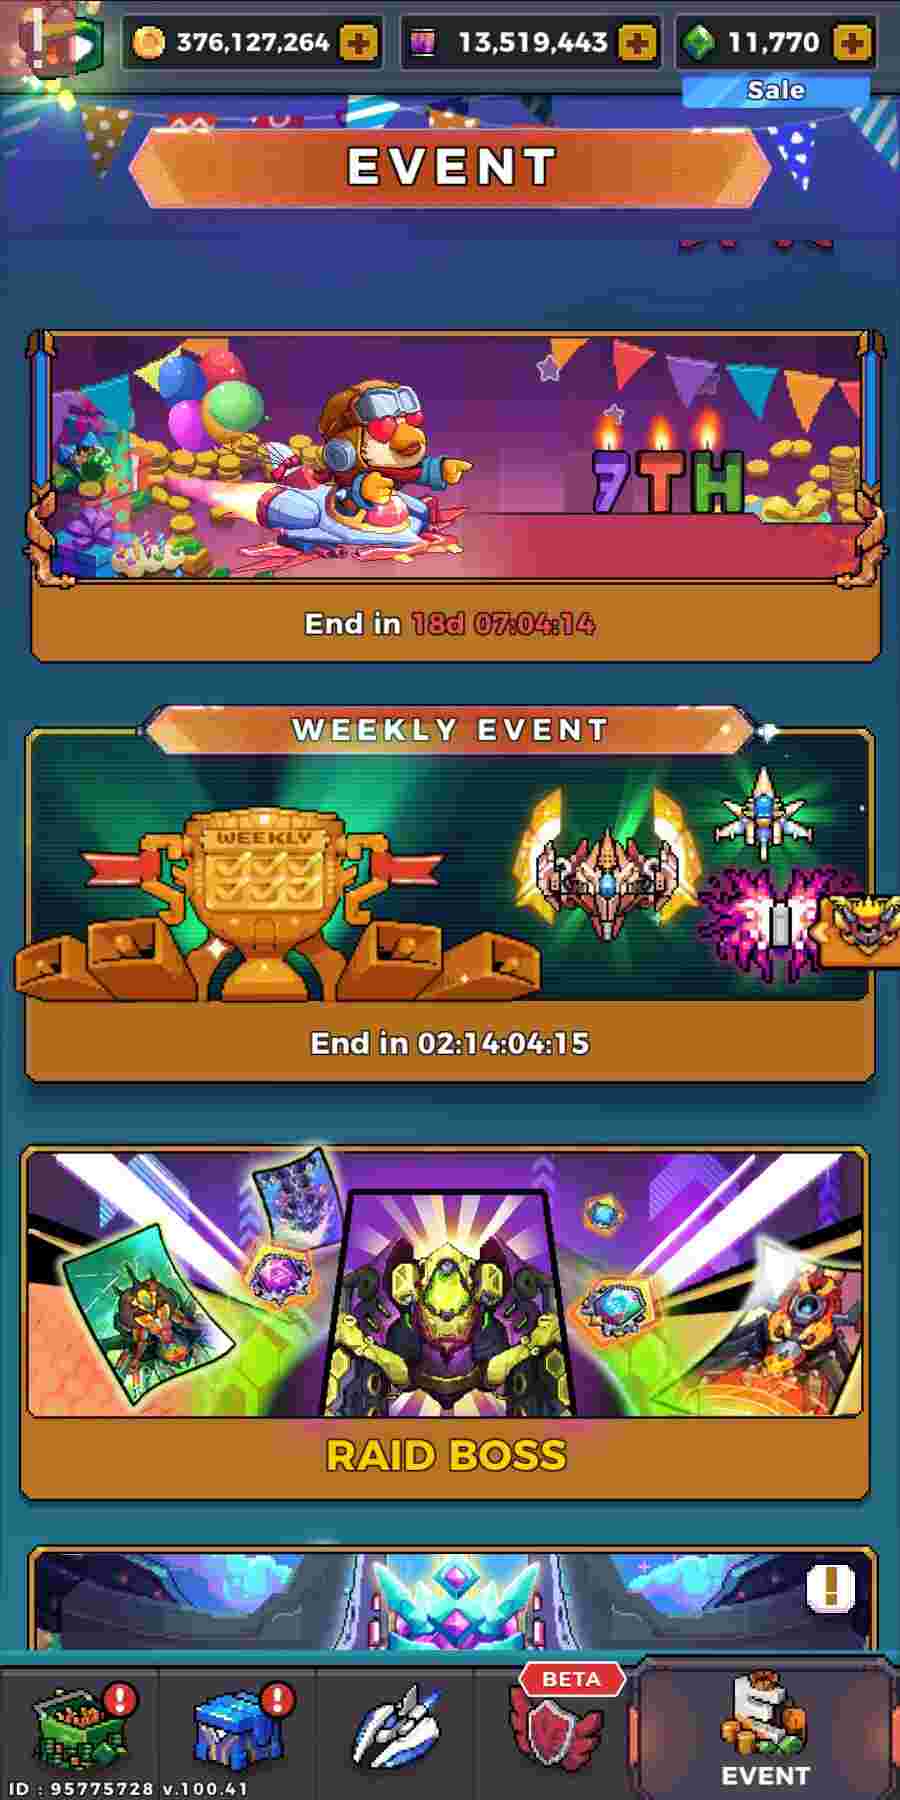 376,127,264
13,519,443
11,770
Sale
EVENT
7TH
End in 18d 07:04:14
WEEKLY EVENT
WEEKLY
End in 02:14:04:15
RAID BOSS
BETA
EVENT
ID : 95775728 v.100.41